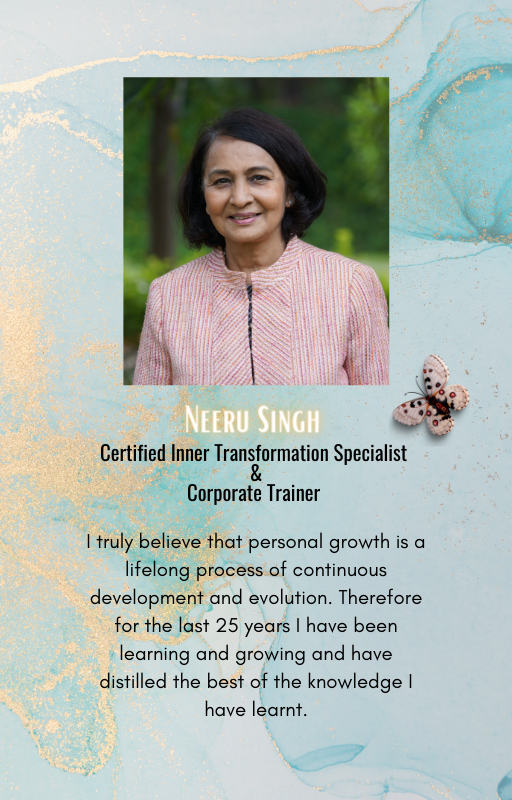 Neeru Singh
Certified Inner Transformation Specialist
&
Corporate Trainer
I truly believe that personal growth is a
lifelong process of continuous
development and evolution. Therefore
for the last 25 years I have been
learning and growing and have
distilled the best of the knowledge I
have learnt.